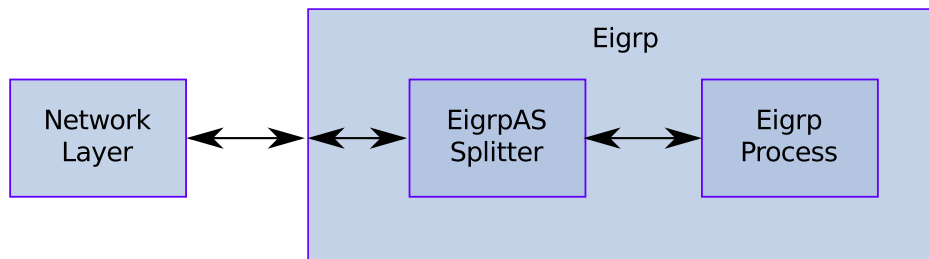 Eigrp
Network
Layer
EigrpAS
Splitter
Eigrp
Process